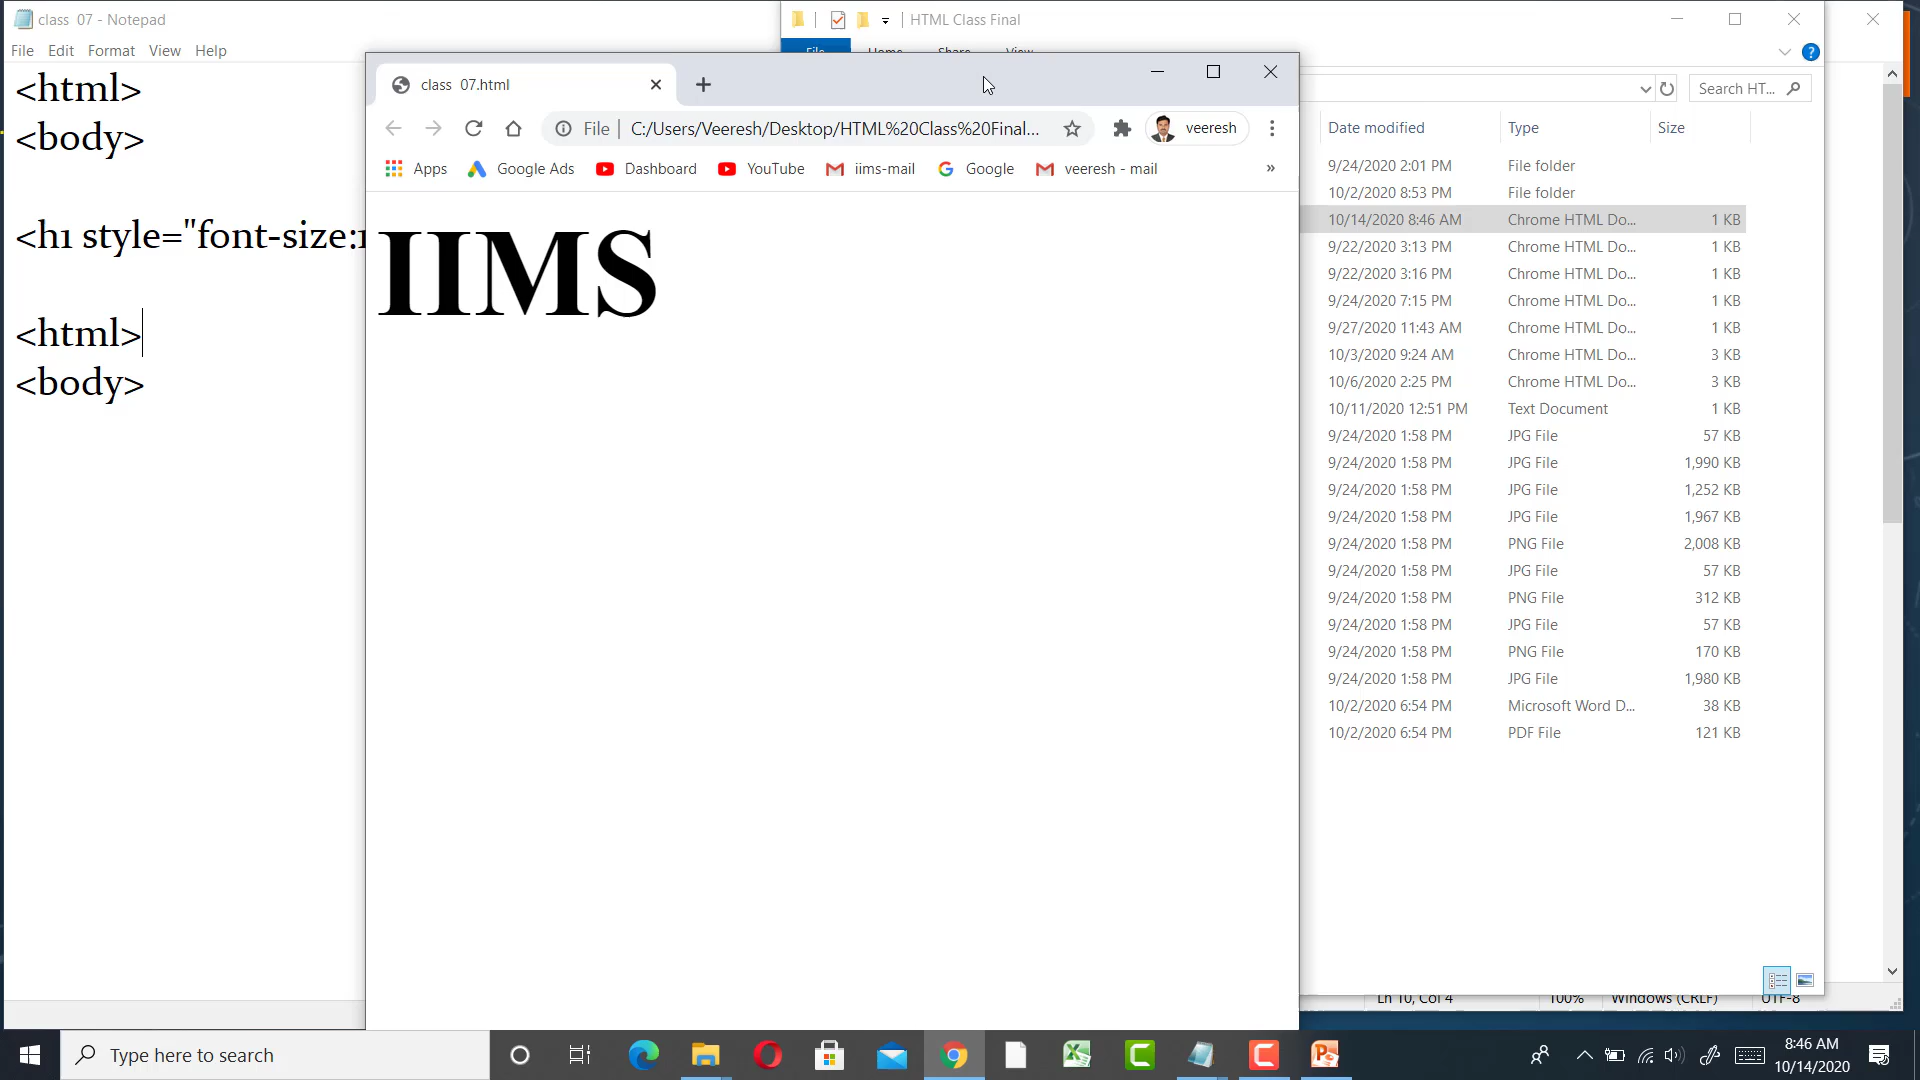 class 07 - Notepad
File Edit Format View Help
<html>
<body>
<h1 style="font-size:1
<html>
<body>
HTML Class Final
File Home Share View
Search HT...
class 07.html
File C:/Users/Veeresh/Desktop/HTML%20Class%20Final...
veeresh
Apps Google Ads Dashboard YouTube iims-mail Google veeresh - mail »
IIMS
Date modified Type Size
9/24/2020 2:01 PM File folder
10/2/2020 8:53 PM File folder
10/14/2020 8:46 AM Chrome HTML Do... 1 KB
9/22/2020 3:13 PM Chrome HTML Do... 1 KB
9/22/2020 3:16 PM Chrome HTML Do... 1 KB
9/24/2020 7:15 PM Chrome HTML Do... 1 KB
9/27/2020 11:43 AM Chrome HTML Do... 1 KB
10/3/2020 9:24 AM Chrome HTML Do... 3 KB
10/6/2020 2:25 PM Chrome HTML Do... 3 KB
10/11/2020 12:51 PM Text Document 1 KB
9/24/2020 1:58 PM JPG File 57 KB
9/24/2020 1:58 PM JPG File 1,990 KB
9/24/2020 1:58 PM JPG File 1,252 KB
9/24/2020 1:58 PM JPG File 1,967 KB
9/24/2020 1:58 PM PNG File 2,008 KB
9/24/2020 1:58 PM JPG File 57 KB
9/24/2020 1:58 PM PNG File 312 KB
9/24/2020 1:58 PM JPG File 57 KB
9/24/2020 1:58 PM PNG File 170 KB
9/24/2020 1:58 PM JPG File 1,980 KB
10/2/2020 6:54 PM Microsoft Word D... 38 KB
10/2/2020 6:54 PM PDF File 121 KB
Ln 10, Col 4 100% Windows (CRLF) UTF-8
Type here to search
8:46 AM
10/14/2020